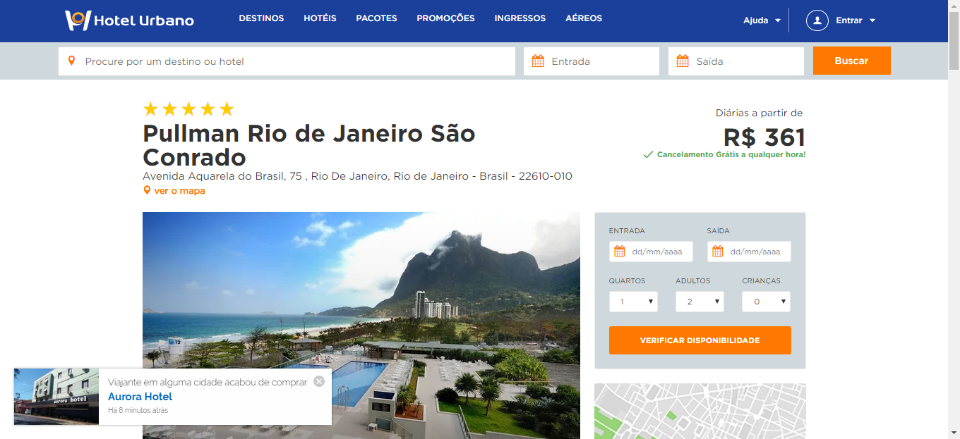 Hotel Urbano
DESTINOS HOTÉIS PACOTES PROMOÇÕES INGRESSOS AÉREOS
Ajuda Entrar
Procure por um destino ou hotel
Entrada
Saída
Buscar
Pullman Rio de Janeiro São
Conrado
Avenida Aquarela do Brasil, 75 , Rio De Janeiro, Rio de Janeiro - Brasil - 22610-010
ver o mapa
Diárias a partir de
R$ 361
Cancelamento Grátis a qualquer hora!
ENTRADA SAÍDA
dd/mm/aaaa dd/mm/aaaa
QUARTOS ADULTOS CRIANÇAS
1 2 0
VERIFICAR DISPONIBILIDADE
aurora hotel
Viajante em alguma cidade acabou de comprar
Aurora Hotel
Há 8 minutos atrás